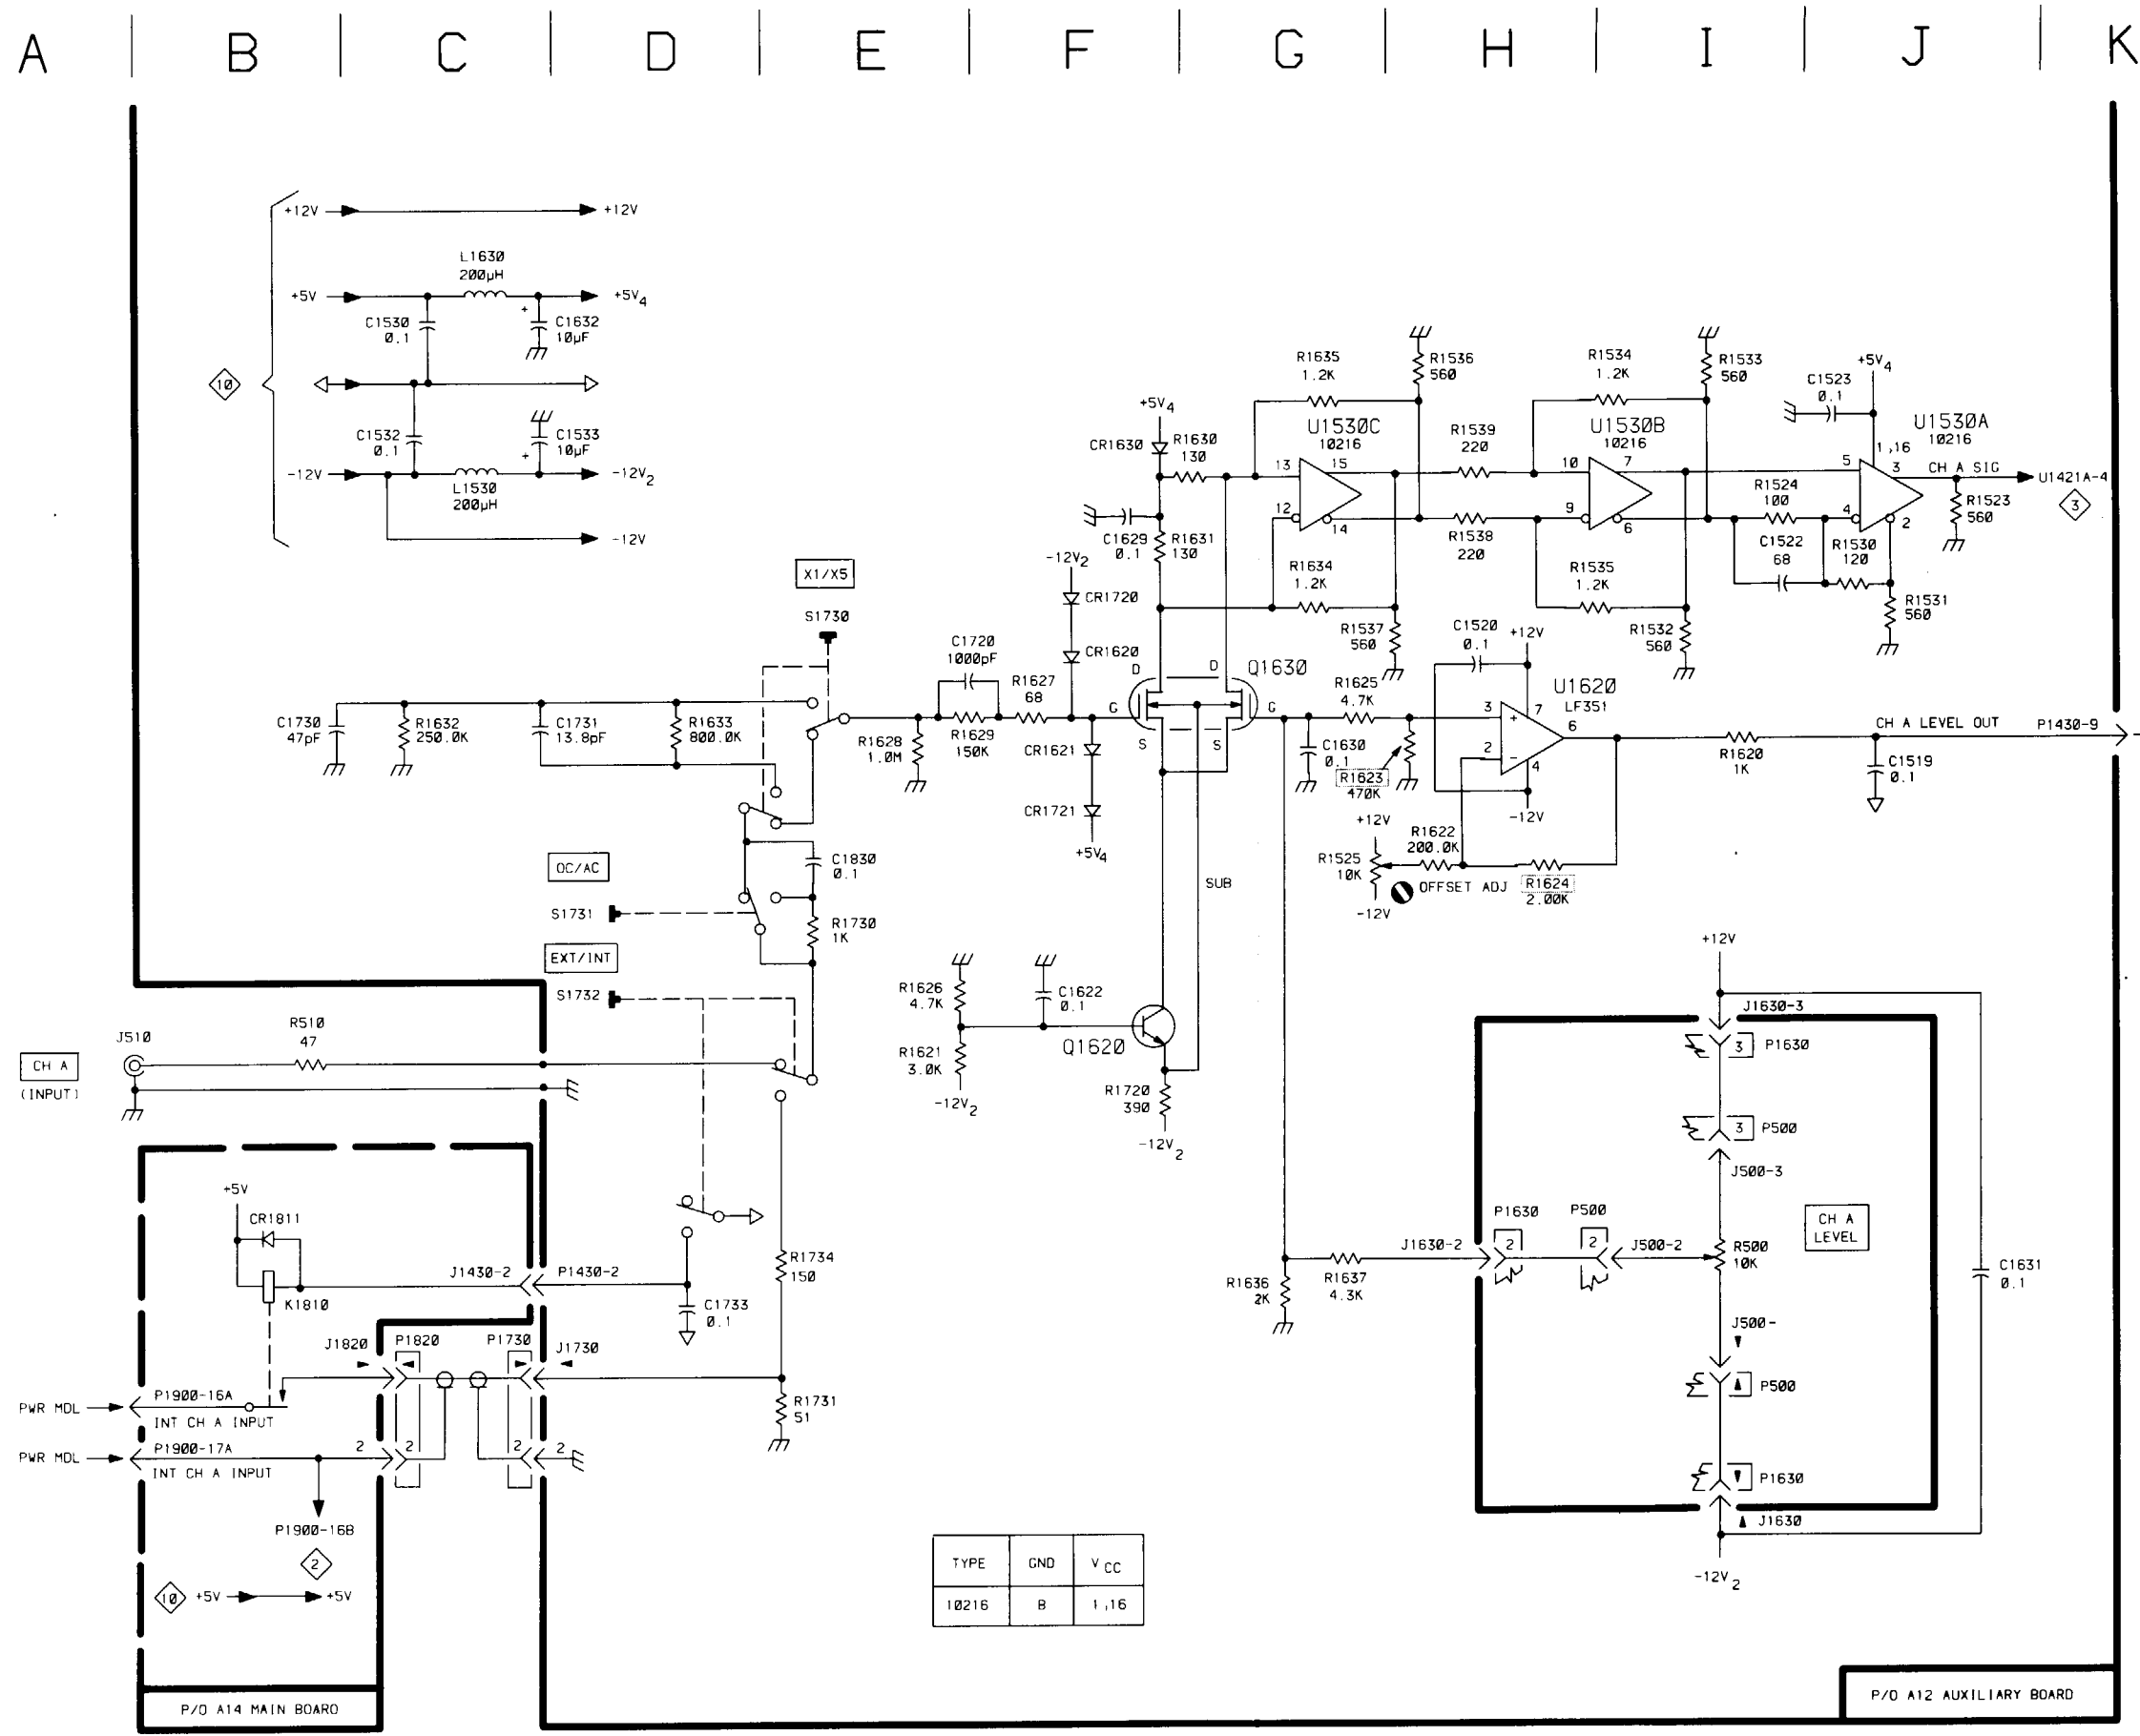 A B C D E F G H I J K
+12V
+12V
L1630
200µH
+5V
+5V4
C1530
0.1
C1632
10µF
10
C1532
0.1
C1533
10µF
-12V
-12V2
L1530
200µH
-12V
X1/X5
S1730
C1730
47pF
R1632
250.0K
C1731
13.8pF
R1633
800.0K
R1628
1.0M
C1720
1000pF
R1629
150K
R1627
68
-12V2
CR1720
CR1620
CR1621
CR1721
+5V4
+5V4
CR1630
R1630
130
C1629
0.1
R1631
130
D
D
G
G
S
S
Q1630
SUB
R1635
1.2K
U1530C
10216
13
15
12
14
R1634
1.2K
R1536
560
R1537
560
R1539
220
R1538
220
R1534
1.2K
U1530B
10216
10
7
9
6
R1535
1.2K
R1533
560
R1532
560
C1523
0.1
+5V4
U1530A
10216
1,16
5
3
4
2
CH A SIG
U1421A-4
3
R1523
560
R1524
100
C1522
68
R1530
120
R1531
560
R1625
4.7K
C1630
0.1
R1623
470K
C1520
0.1
+12V
U1620
LF351
3
+
7
6
2
-
4
-12V
R1620
1K
CH A LEVEL OUT
P1430-9
C1519
0.1
+12V
R1525
10K
-12V
R1622
200.0K
OFFSET ADJ
R1624
2.00K
OC/AC
S1731
C1830
0.1
R1730
1K
EXT/INT
S1732
R1626
4.7K
C1622
0.1
R1621
3.0K
-12V2
Q1620
R1720
390
-12V2
CH A
(INPUT)
J510
R510
47
+5V
CR1811
K1810
J1430-2
P1430-2
C1733
0.1
R1734
150
R1731
51
J1820
P1820
P1730
J1730
PWR MDL
P1900-16A
INT CH A INPUT
PWR MDL
P1900-17A
INT CH A INPUT
2
2
2
2
P1900-16B
2
10
+5V
+5V
P/O A14 MAIN BOARD
+12V
J1630-3
3
P1630
3
P500
J500-3
P1630
P500
J1630-2
2
2
J500-2
R500
10K
CH A
LEVEL
R1636
2K
R1637
4.3K
C1631
0.1
J500-
P500
P1630
J1630
-12V2
TYPE GND VCC
10216 8 1,16
P/O A12 AUXILIARY BOARD